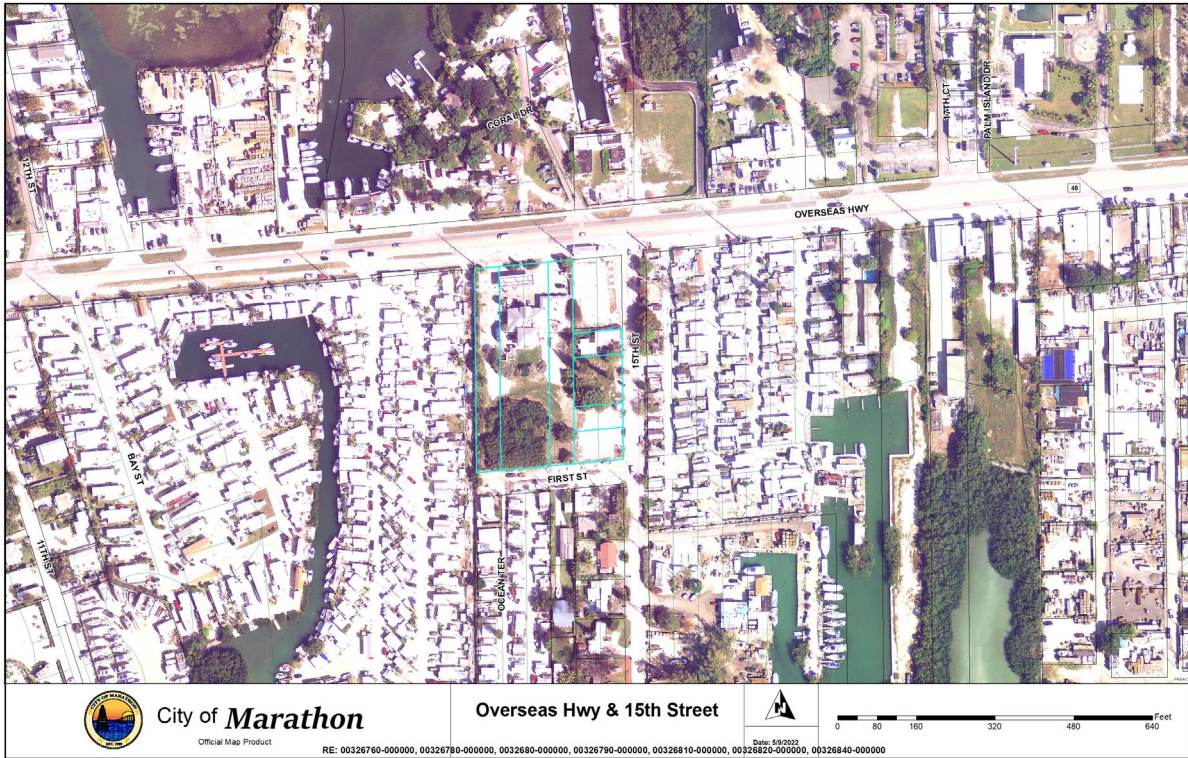 12TH ST
CORAL DR
17TH CT
PALM ISLAND DR
48
OVERSEAS HWY
15TH ST
BAY ST
FIRST ST
11TH ST
OCEAN TER
CITY OF MARATHON
City of Marathon
Official Map Product
Overseas Hwy & 15th Street
N
Date: 5/9/2022
Feet
0 80 160 320 480 640
RE: 00326760-000000, 00326780-000000, 0032680-000000, 00326790-000000, 00326810-000000, 00326820-000000, 00326840-000000